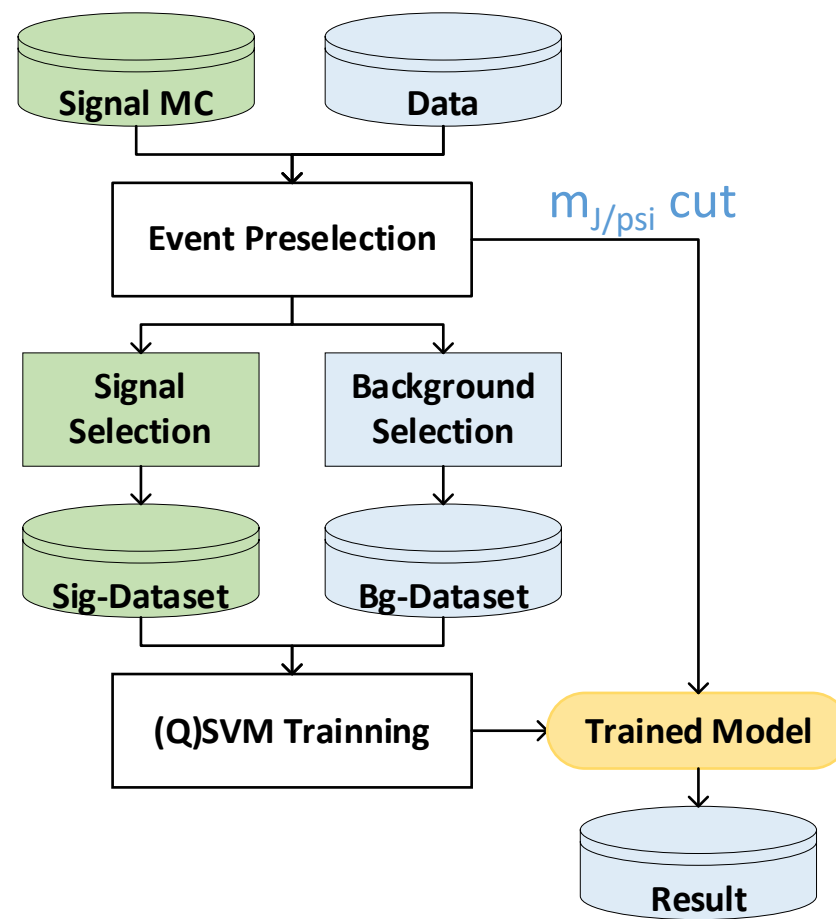 Signal MC
Data
Event Preselection
m_{J/psi} cut
Signal
Selection
Background
Selection
Sig-Dataset
Bg-Dataset
(Q)SVM Trainning
Trained Model
Result